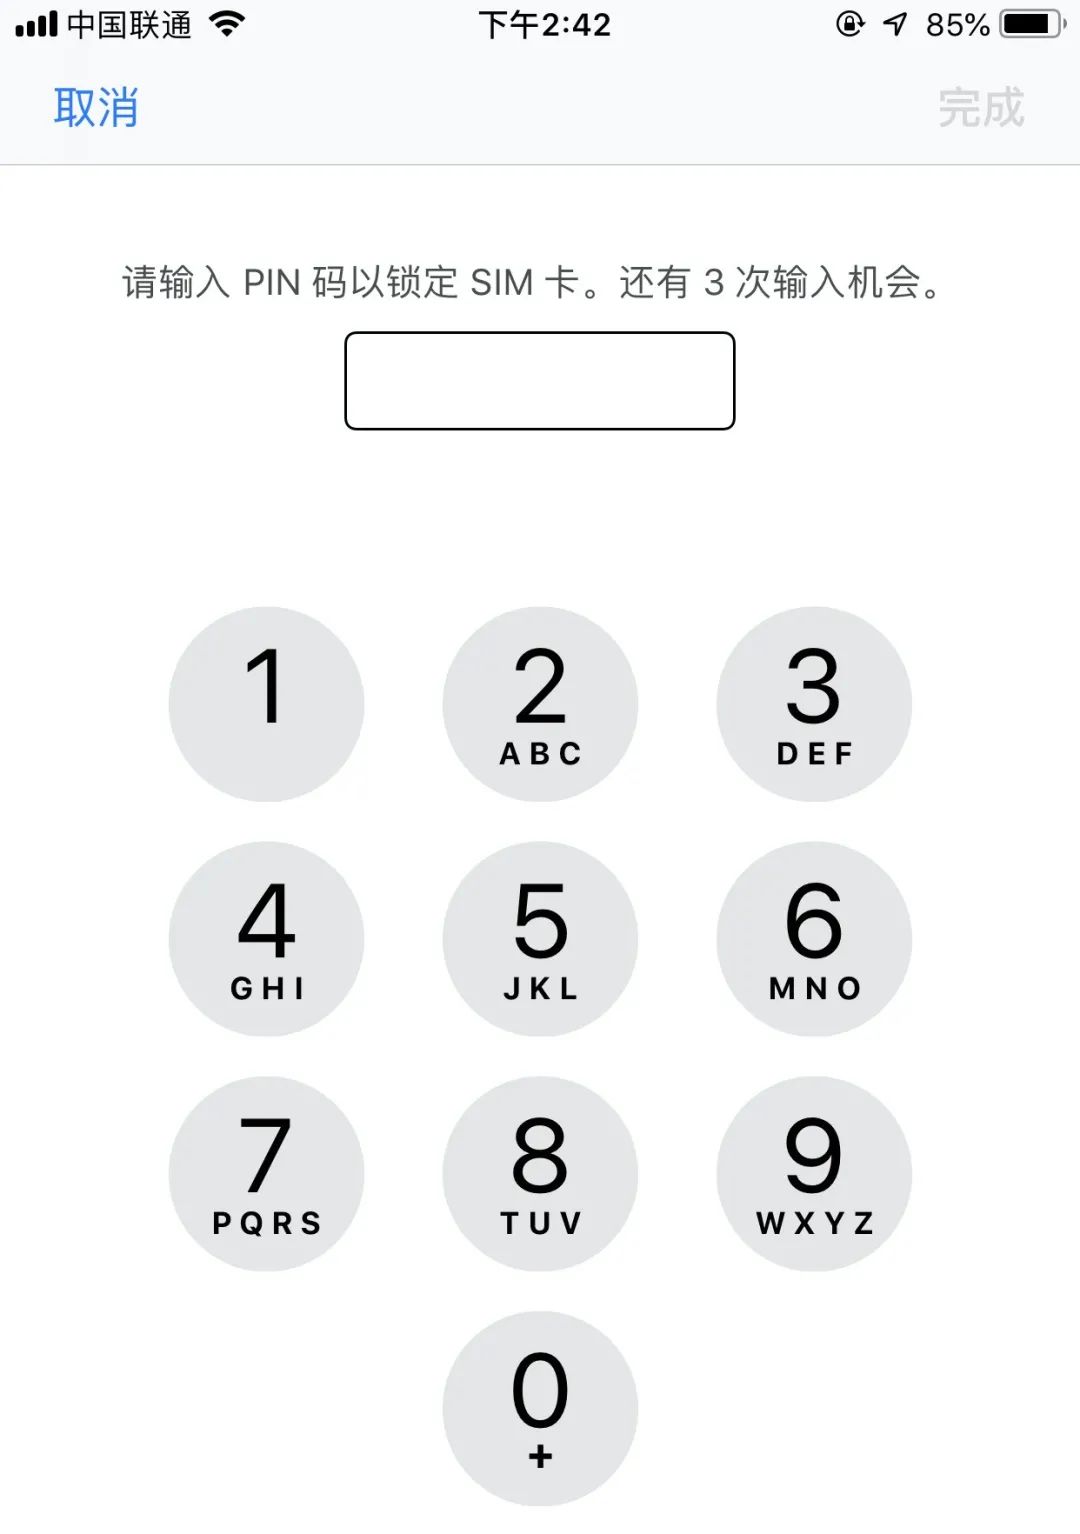 中国联通 下午2:42 85%
取消 完成
请输入 PIN 码以锁定 SIM 卡。还有 3 次输入机会。
1 2 3
ABC DEF
4 5 6
GHI JKL MNO
7 8 9
PQRS TUV WXYZ
0
+